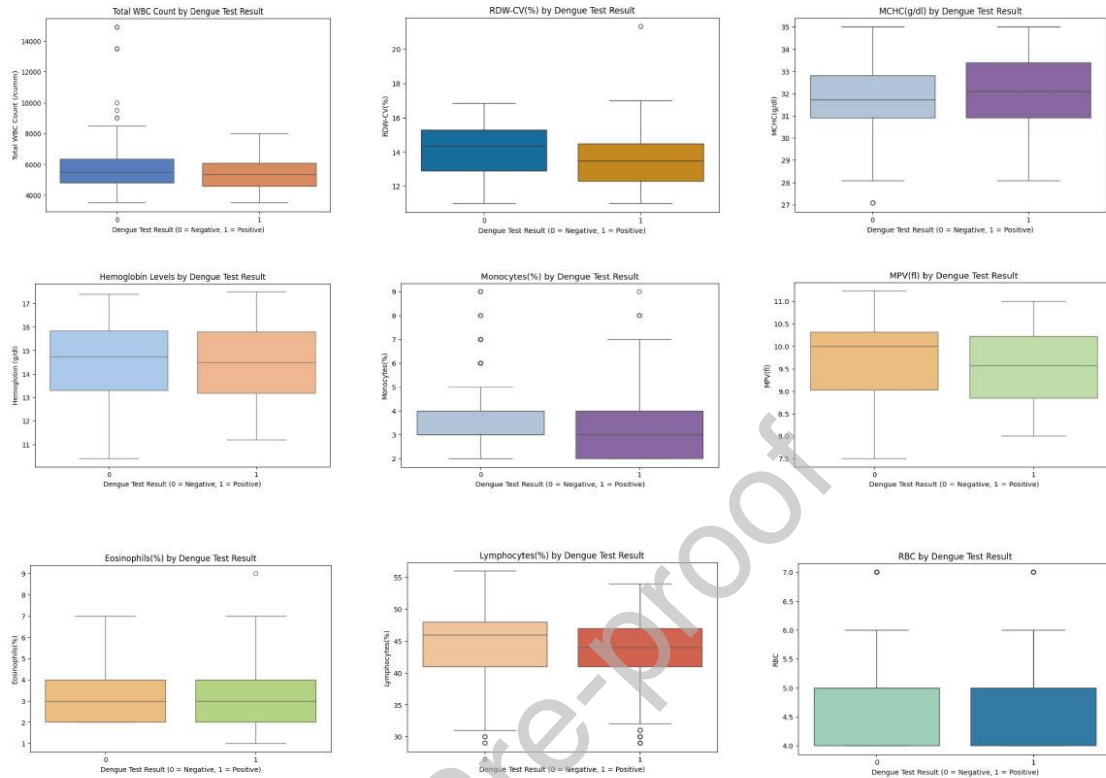 Total WBC Count by Dengue Test Result
14000
12000
10000
8000
6000
4000
Total WBC Count (/cumm)
0 1
Dengue Test Result (0 = Negative, 1 = Positive)
RDW-CV(%) by Dengue Test Result
20
18
16
14
12
RDW-CV(%)
0 1
Dengue Test Result (0 = Negative, 1 = Positive)
MCHC(g/dl) by Dengue Test Result
35
34
33
32
31
30
29
28
27
MCHC(g/dl)
0 1
Dengue Test Result (0 = Negative, 1 = Positive)
Hemoglobin Levels by Dengue Test Result
17
16
15
14
13
12
11
Hemoglobin (g/dl)
0 1
Dengue Test Result (0 = Negative, 1 = Positive)
Monocytes(%) by Dengue Test Result
9
8
7
6
5
4
3
2
Monocytes(%)
0 1
Dengue Test Result (0 = Negative, 1 = Positive)
MPV(fl) by Dengue Test Result
11.0
10.5
10.0
9.5
9.0
8.5
8.0
7.5
MPV(fl)
0 1
Dengue Test Result (0 = Negative, 1 = Positive)
Eosinophils(%) by Dengue Test Result
9
8
7
6
5
4
3
2
1
Eosinophils(%)
0 1
Dengue Test Result (0 = Negative, 1 = Positive)
Lymphocytes(%) by Dengue Test Result
55
50
45
40
35
30
Lymphocytes(%)
0 1
Dengue Test Result (0 = Negative, 1 = Positive)
RBC by Dengue Test Result
7.0
6.5
6.0
5.5
5.0
4.5
4.0
RBC
0 1
Dengue Test Result (0 = Negative, 1 = Positive)
re-proof